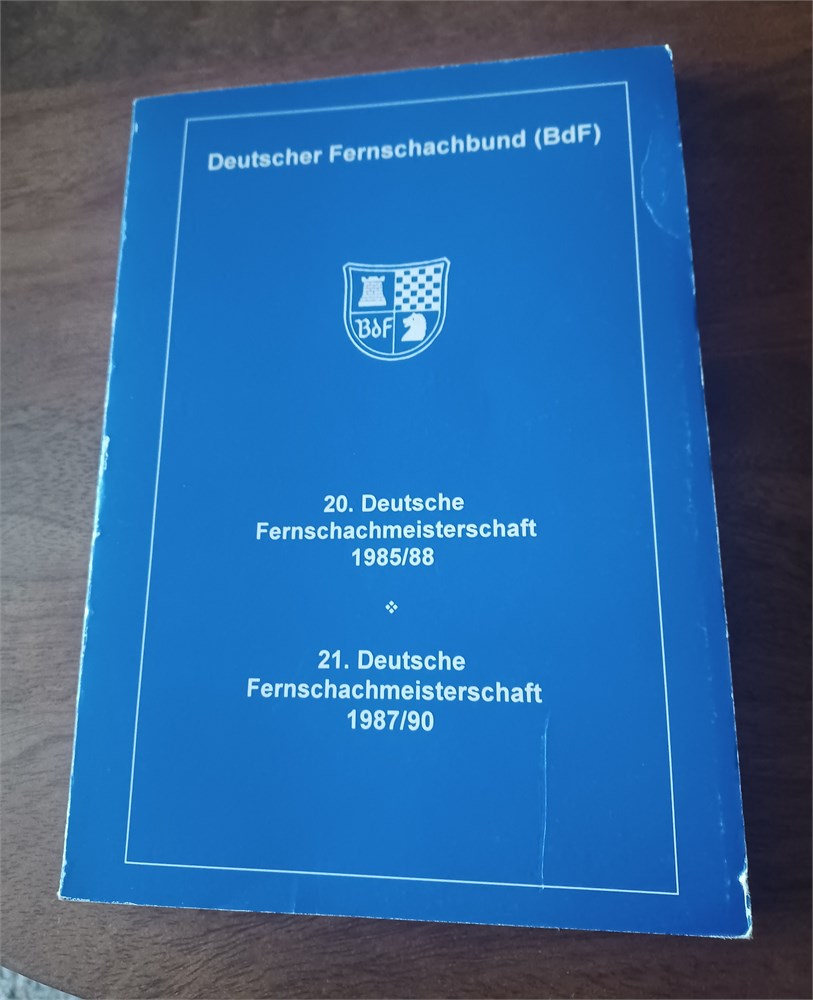 Deutscher Fernschachbund (BdF)
BdF
20. Deutsche
Fernschachmeisterschaft
1985/88
21. Deutsche
Fernschachmeisterschaft
1987/90